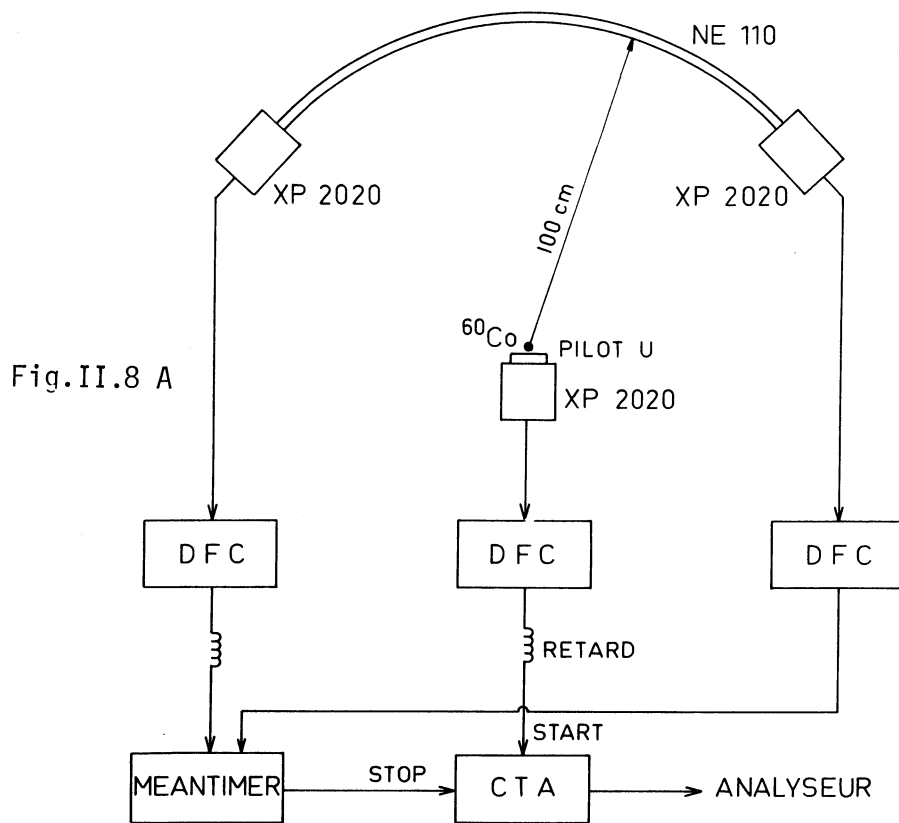 NE 110
XP 2020
XP 2020
100 cm
⁶⁰Co
PILOT U
XP 2020
Fig.II.8 A
DFC
DFC
DFC
RETARD
START
MEANTIMER
STOP
CTA
ANALYSEUR